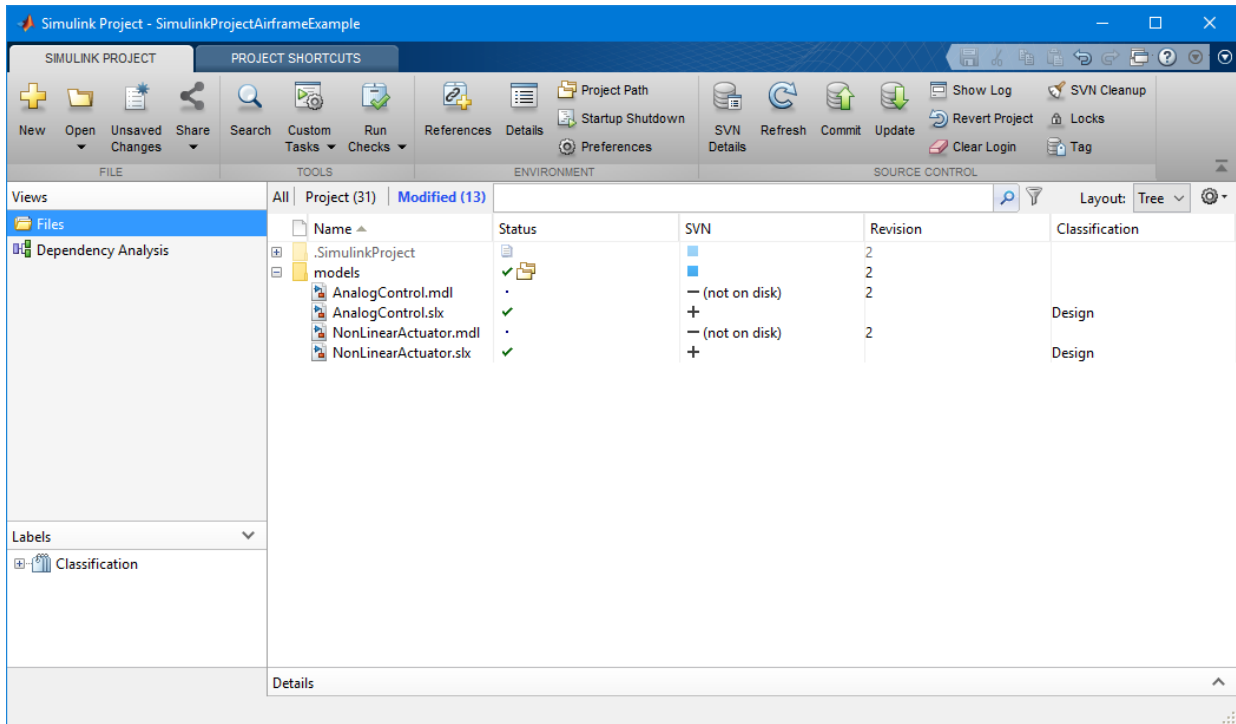 Simulink Project - SimulinkProjectAirframeExample
SIMULINK PROJECT PROJECT SHORTCUTS
New Open Unsaved Changes Share Search Custom Tasks Run Checks References Details Project Path Startup Shutdown Preferences SVN Details Refresh Commit Update Show Log Revert Project Clear Login SVN Cleanup Locks Tag
FILE TOOLS ENVIRONMENT SOURCE CONTROL
Views
Files
Dependency Analysis
Labels
Classification
All Project (31) Modified (13) Layout: Tree
Name Status SVN Revision Classification
.SimulinkProject 2
models 2
AnalogControl.mdl (not on disk) 2
AnalogControl.slx + Design
NonLinearActuator.mdl (not on disk) 2
NonLinearActuator.slx + Design
Details